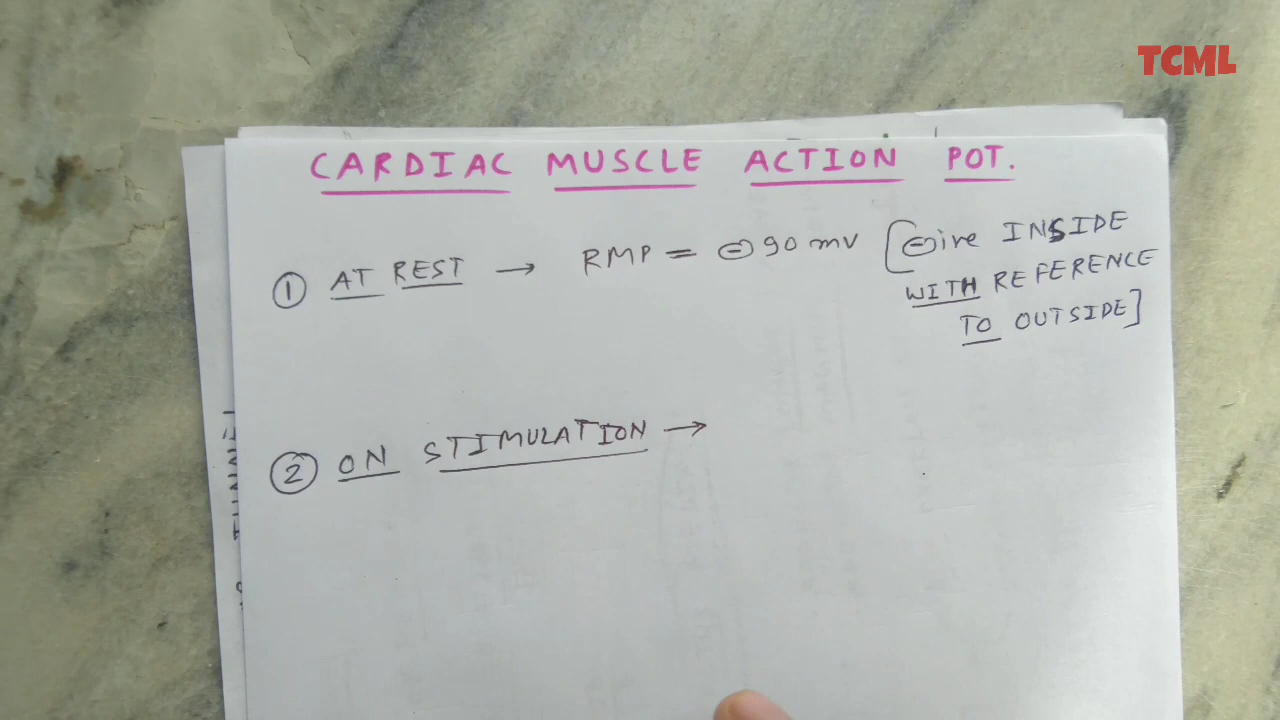 TCML
CARDIAC MUSCLE ACTION POT.
① AT REST → RMP = ⊖90 mV [⊖ive INSIDE
WITH REFERENCE
TO OUTSIDE]
② ON STIMULATION →